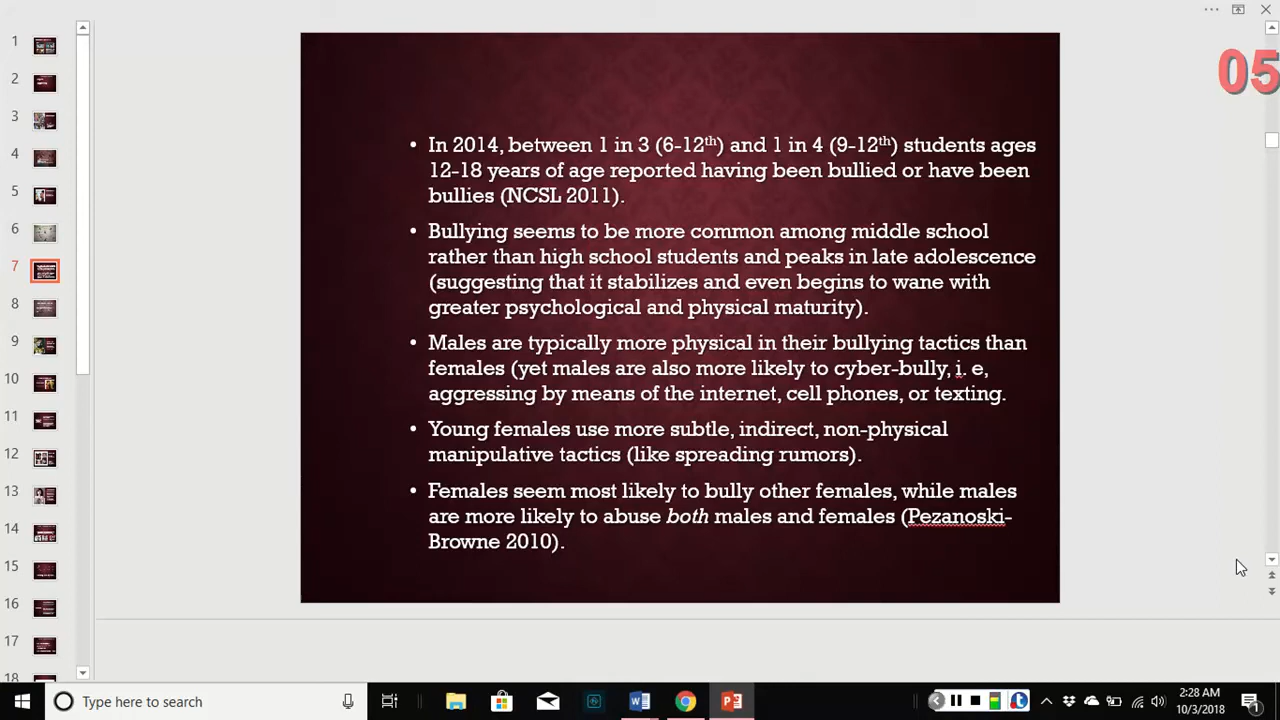 05
1
2
3
4
5
6
7
8
9
10
11
12
13
14
15
16
17
18
• In 2014, between 1 in 3 (6-12th) and 1 in 4 (9-12th) students ages
12-18 years of age reported having been bullied or have been
bullies (NCSL 2011).
• Bullying seems to be more common among middle school
rather than high school students and peaks in late adolescence
(suggesting that it stabilizes and even begins to wane with
greater psychological and physical maturity).
• Males are typically more physical in their bullying tactics than
females (yet males are also more likely to cyber-bully, i. e,
aggressing by means of the internet, cell phones, or texting.
• Young females use more subtle, indirect, non-physical
manipulative tactics (like spreading rumors).
• Females seem most likely to bully other females, while males
are more likely to abuse both males and females (Pezanoski-
Browne 2010).
Type here to search
2:28 AM
10/3/2018